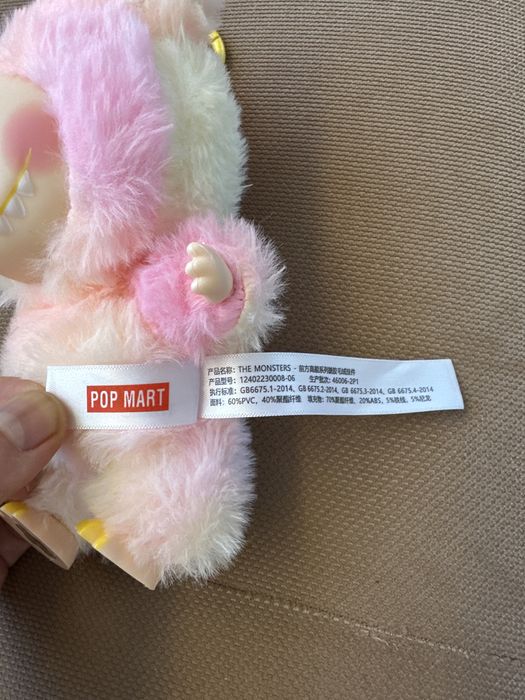 POP MART
产品名称: THE MONSTERS - 前方高能系列搪胶毛绒挂件
产品型号: 12402230008-06 生产批次: 46006-2P1
执行标准: GB6675.1-2014, GB 6675.2-2014, GB 6675.3-2014, GB 6675.4-2014
面料: 60%PVC, 40%聚酯纤维 填充物: 70%聚酯纤维, 20%ABS, 5%铁线, 5%尼龙